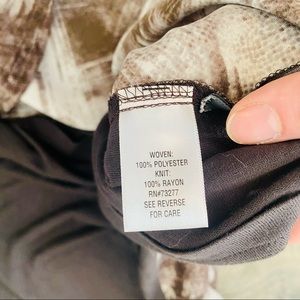 WOVEN:
100% POLYESTER
KNIT:
100% RAYON
RN#73277
SEE REVERSE
FOR CARE